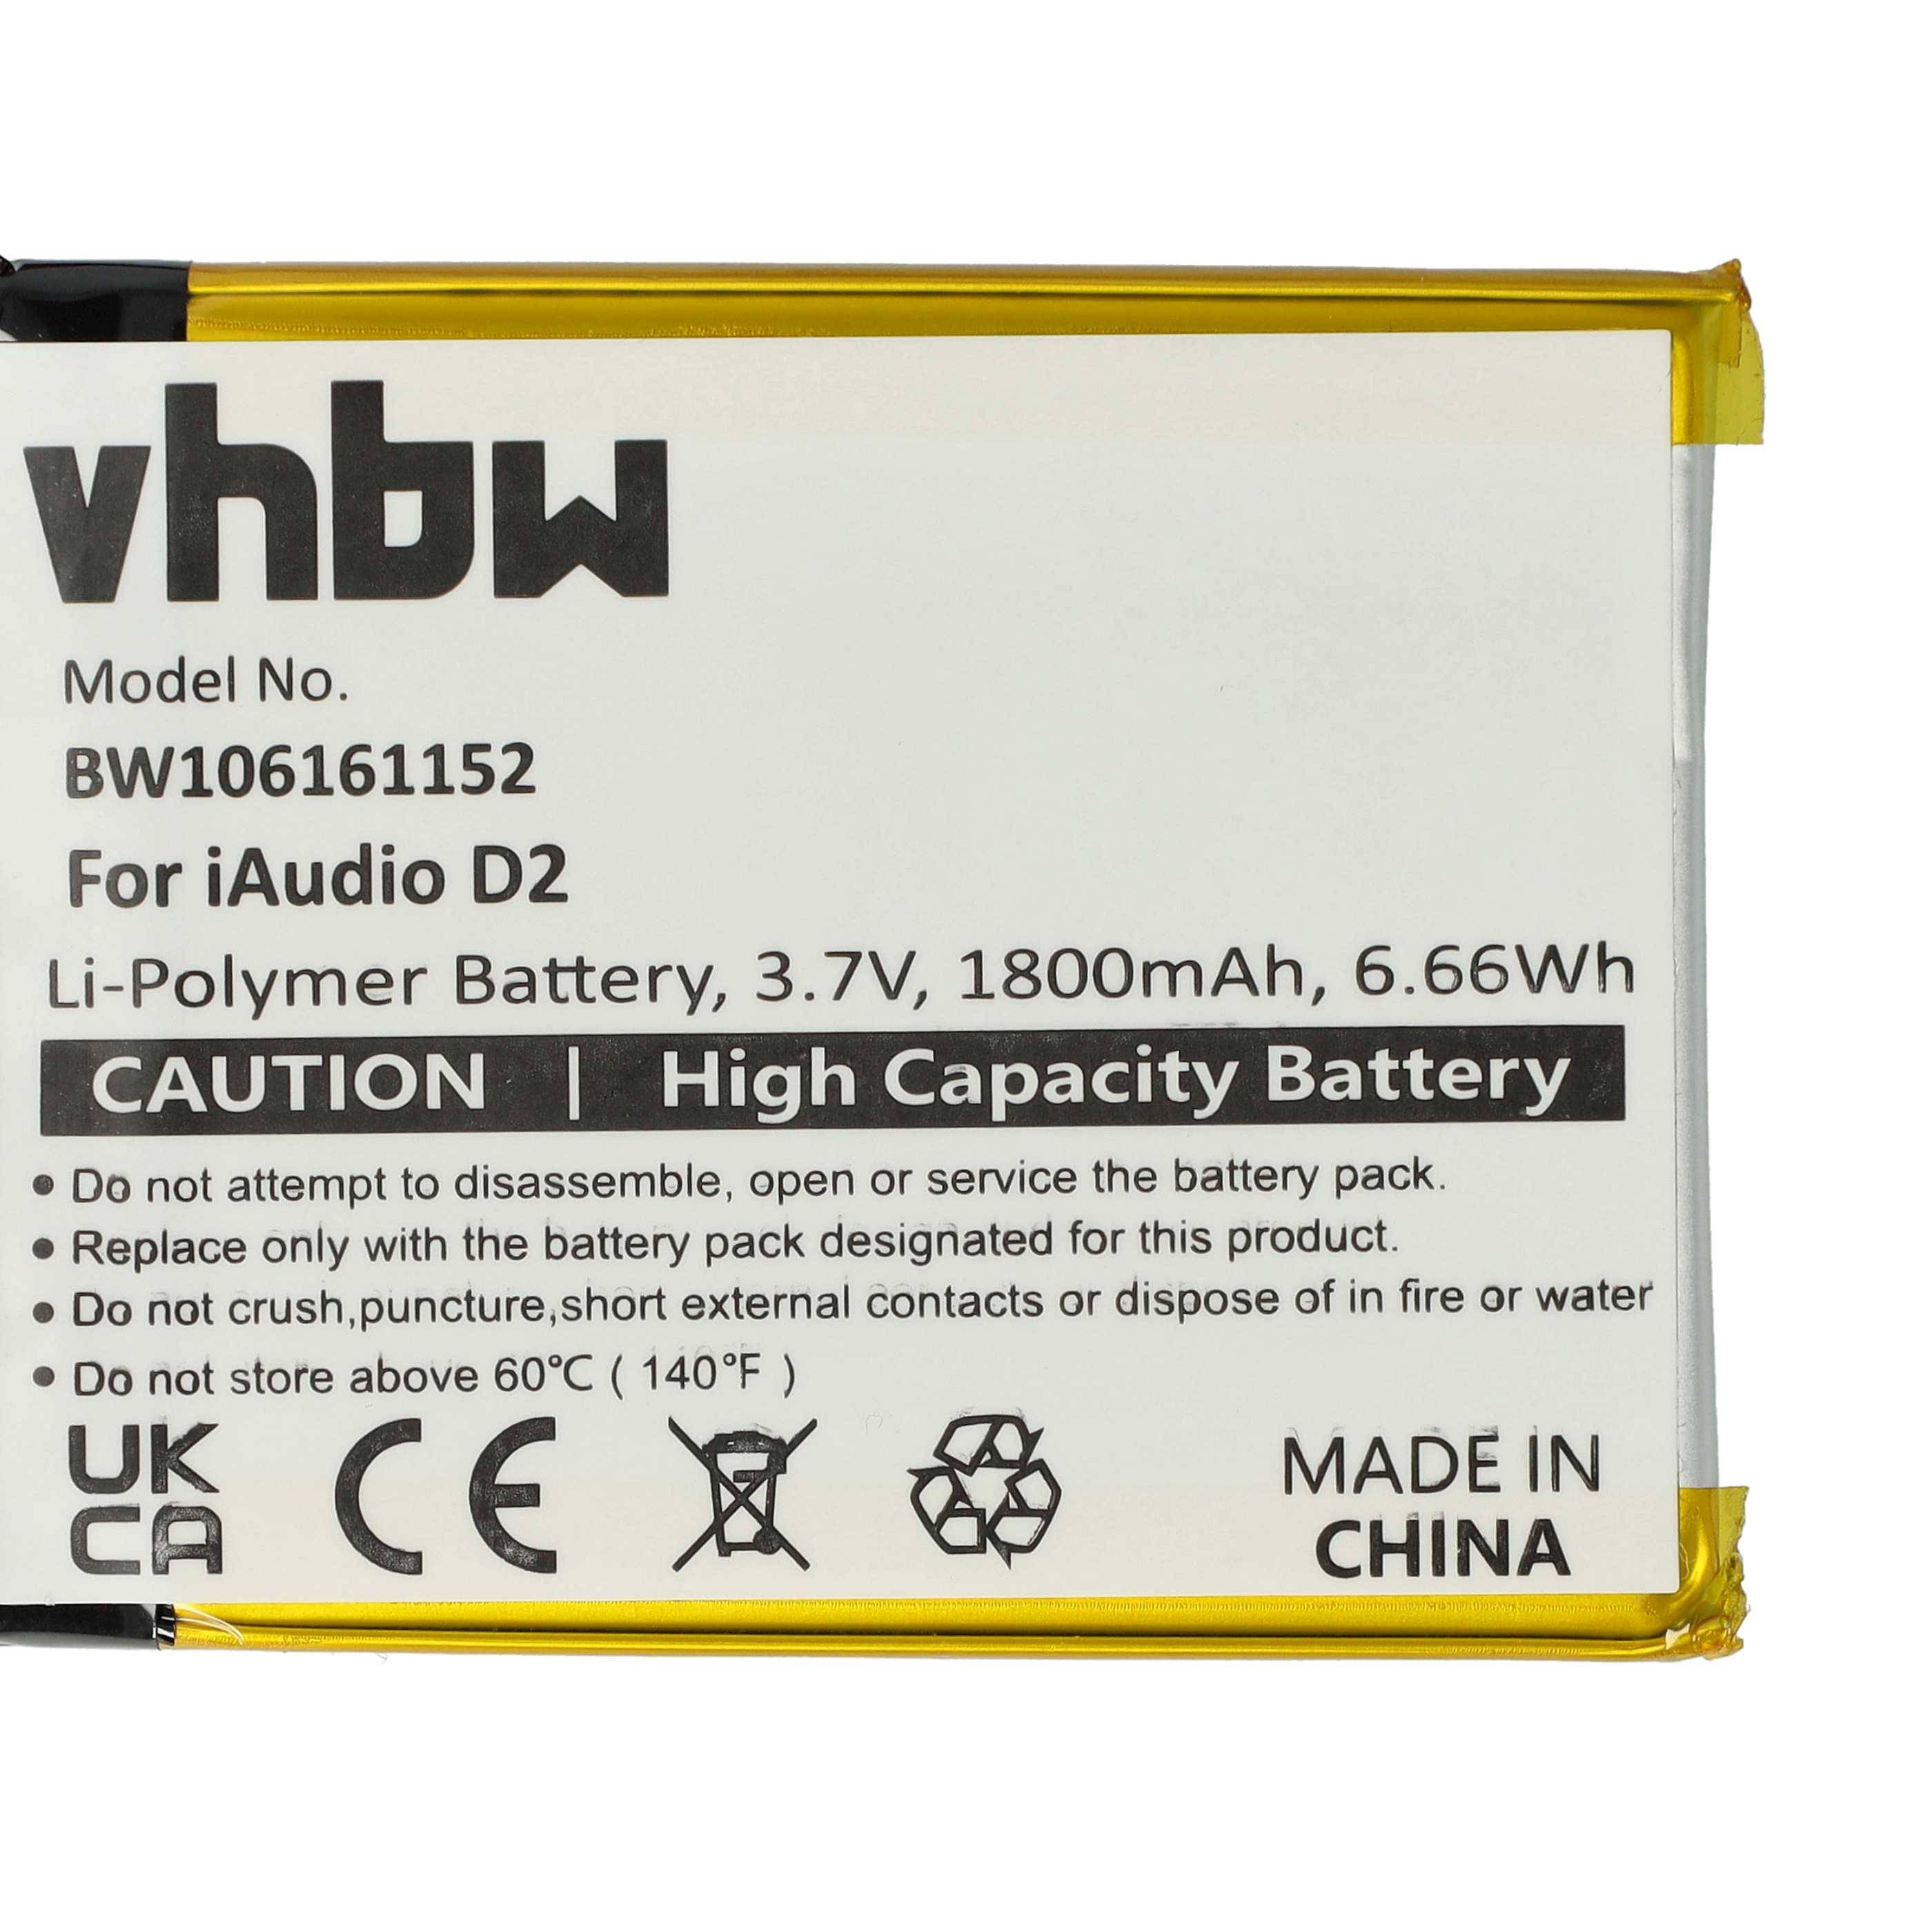 vhbw
Model No.
BW106161152
For iAudio D2
Li-Polymer Battery, 3.7V, 1800mAh, 6.66Wh
CAUTION | High Capacity Battery
• Do not attempt to disassemble, open or service the battery pack.
• Replace only with the battery pack designated for this product.
• Do not crush,puncture,short external contacts or dispose of in fire or water
• Do not store above 60°C ( 140°F )
UK
CA
CE
MADE IN
CHINA